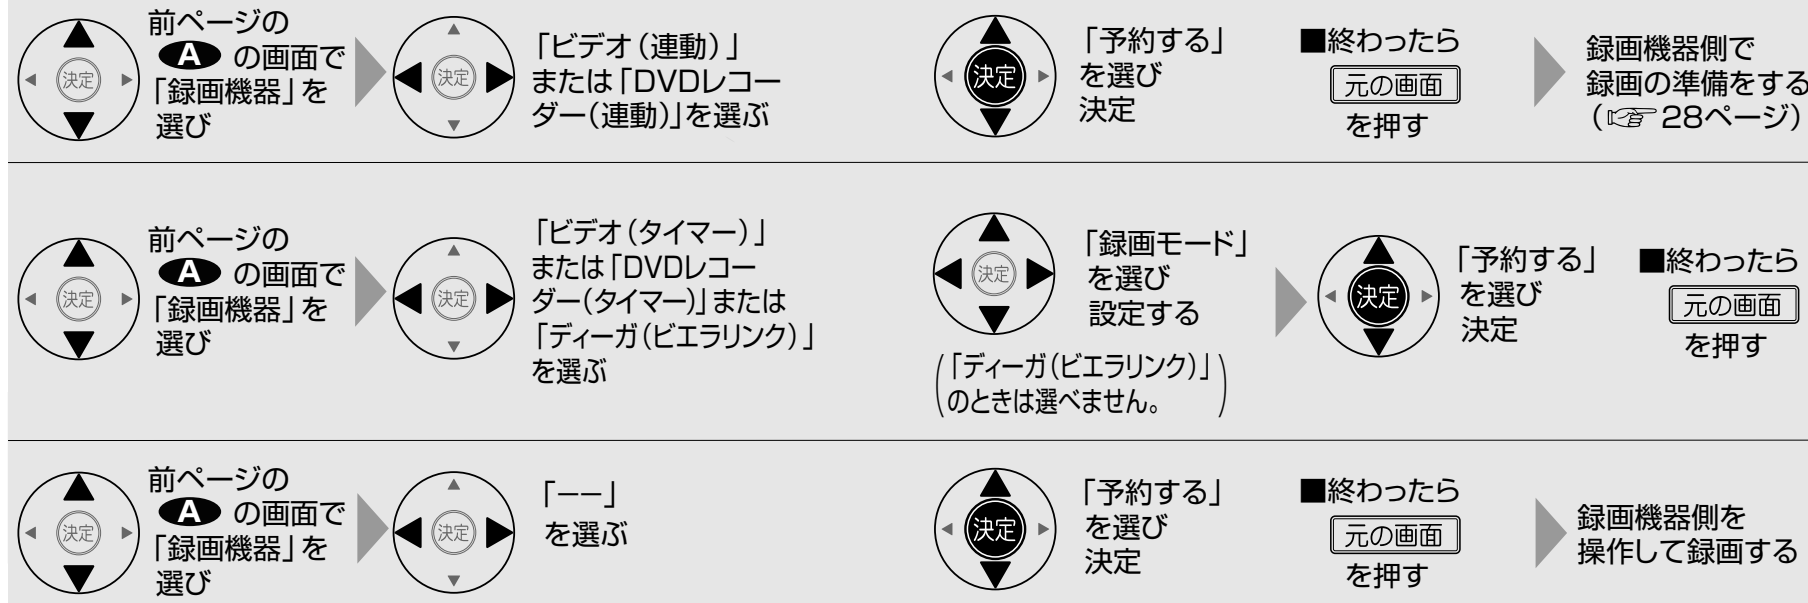 前ページの
A の画面で
「録画機器」を
選び
決定
決定
「ビデオ(連動)」
または「DVDレコー
ダー(連動)」を選ぶ
決定
「予約する」
を選び
決定
■終わったら
元の画面
を押す
録画機器側で
録画の準備をする
(☞28ページ)
前ページの
A の画面で
「録画機器」を
選び
決定
決定
「ビデオ(タイマー)」
または「DVDレコー
ダー(タイマー)」または
「ディーガ(ビエラリンク)」
を選ぶ
決定
「録画モード」
を選び
設定する
(「ディーガ(ビエラリンク)」
のときは選べません。)
決定
「予約する」
を選び
決定
■終わったら
元の画面
を押す
前ページの
A の画面で
「録画機器」を
選び
決定
決定
「−−」
を選ぶ
決定
「予約する」
を選び
決定
■終わったら
元の画面
を押す
録画機器側を
操作して録画する